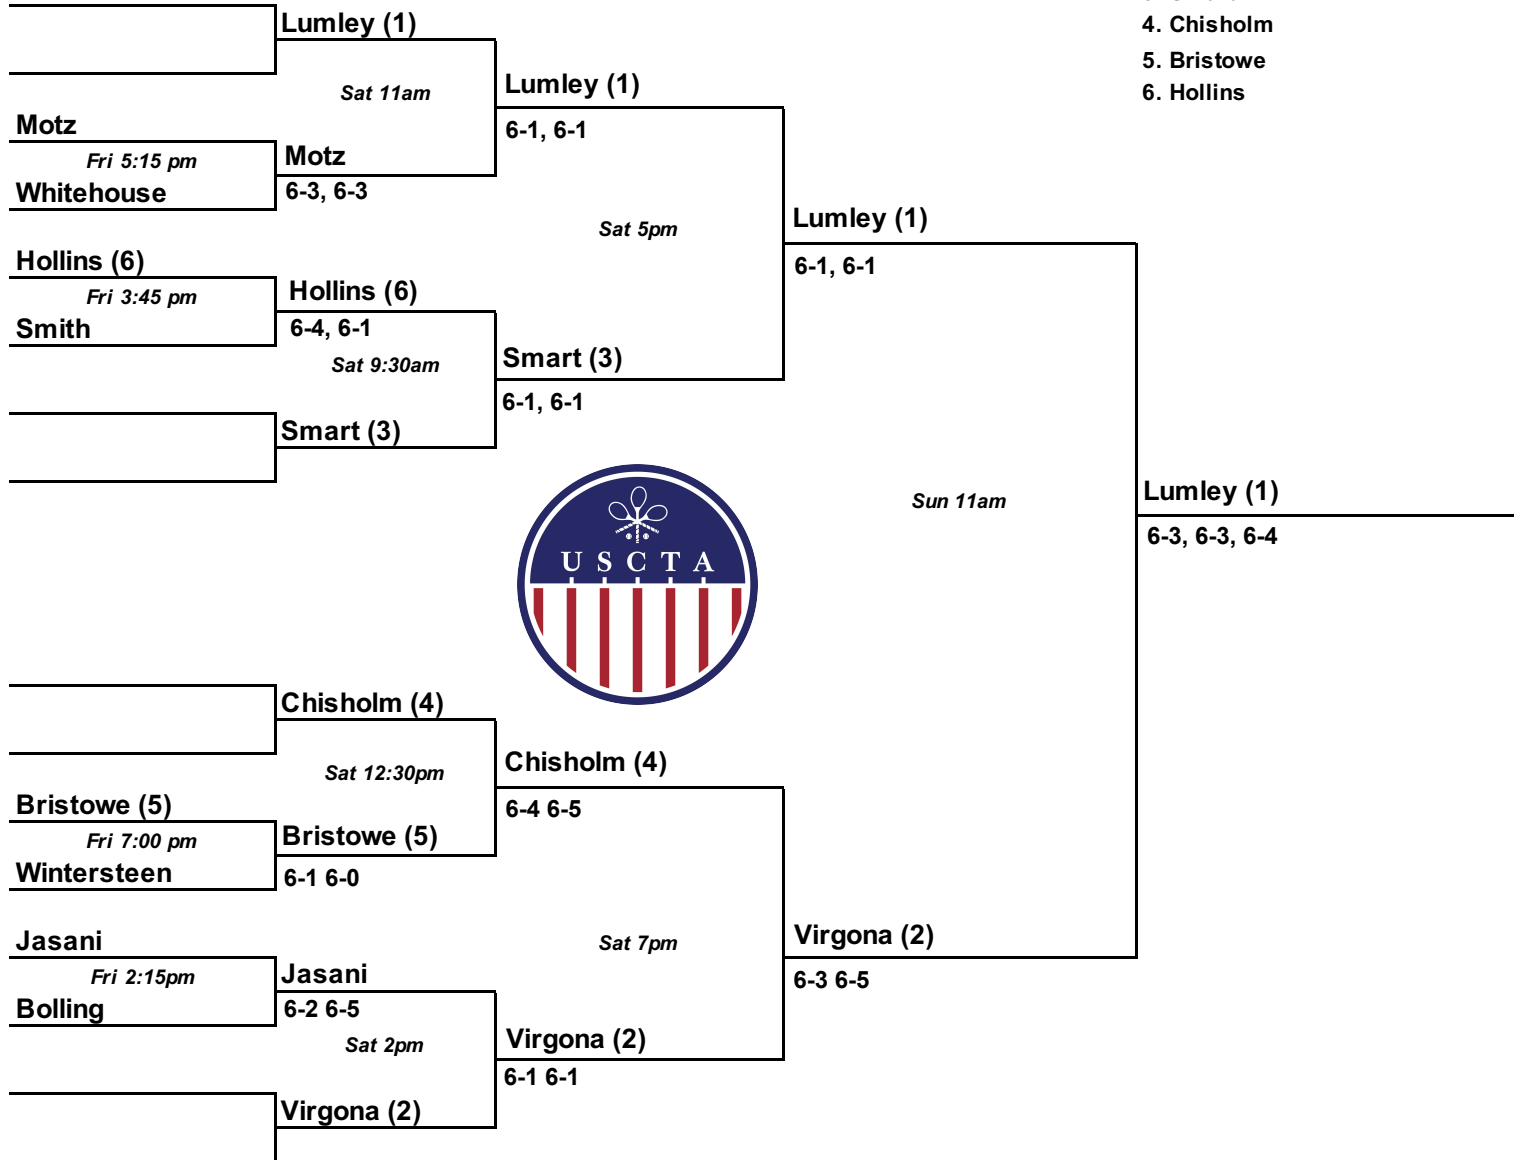 4. Chisholm
5. Bristowe
6. Hollins
Lumley (1)
Sat 11am
Lumley (1)
6-1, 6-1
Motz
Fri 5:15 pm
Whitehouse
Motz
6-3, 6-3
Sat 5pm
Lumley (1)
6-1, 6-1
Hollins (6)
Fri 3:45 pm
Smith
Hollins (6)
6-4, 6-1
Sat 9:30am
Smart (3)
6-1, 6-1
Smart (3)
USCTA
Sun 11am
Lumley (1)
6-3, 6-3, 6-4
Chisholm (4)
Sat 12:30pm
Chisholm (4)
6-4 6-5
Bristowe (5)
Fri 7:00 pm
Wintersteen
Bristowe (5)
6-1 6-0
Sat 7pm
Virgona (2)
6-3 6-5
Jasani
Fri 2:15pm
Bolling
Jasani
6-2 6-5
Sat 2pm
Virgona (2)
6-1 6-1
Virgona (2)